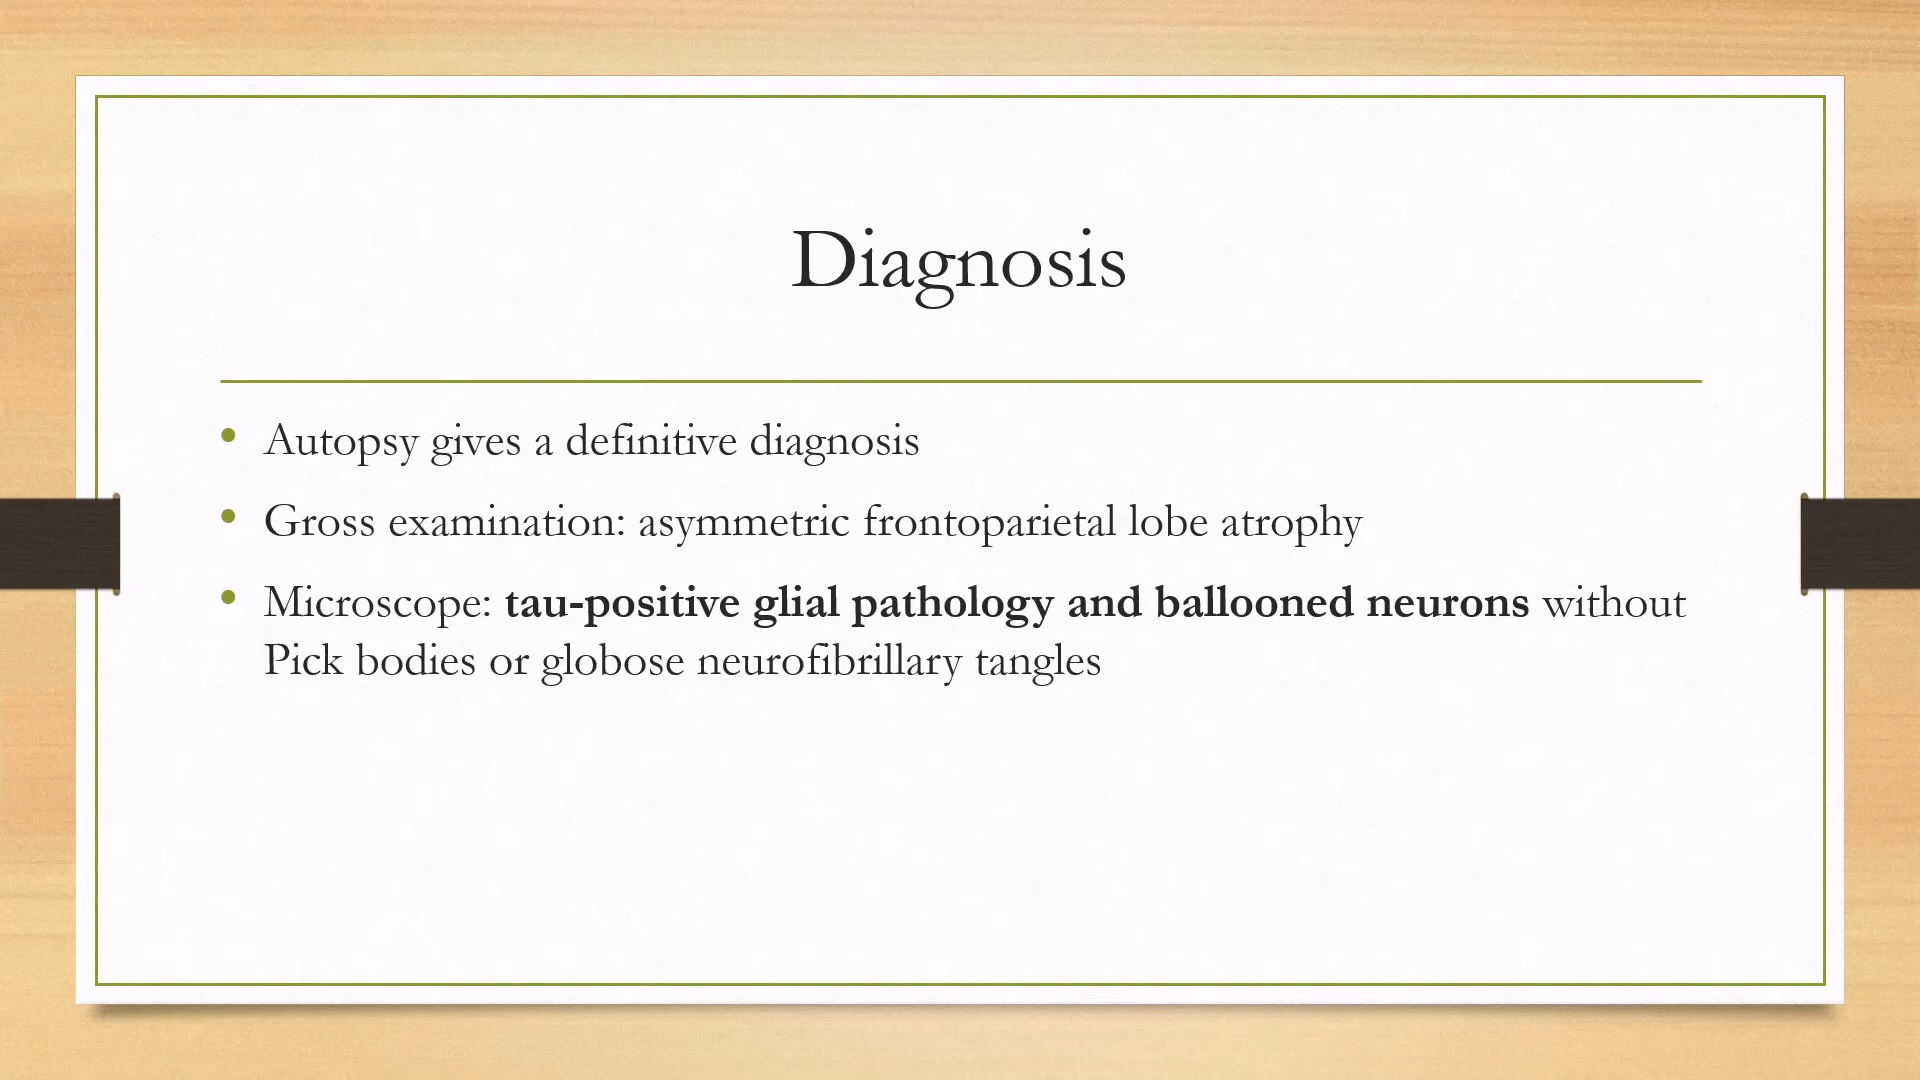 Diagnosis
• Autopsy gives a definitive diagnosis
• Gross examination: asymmetric frontoparietal lobe atrophy
• Microscope: tau-positive glial pathology and ballooned neurons without
Pick bodies or globose neurofibrillary tangles